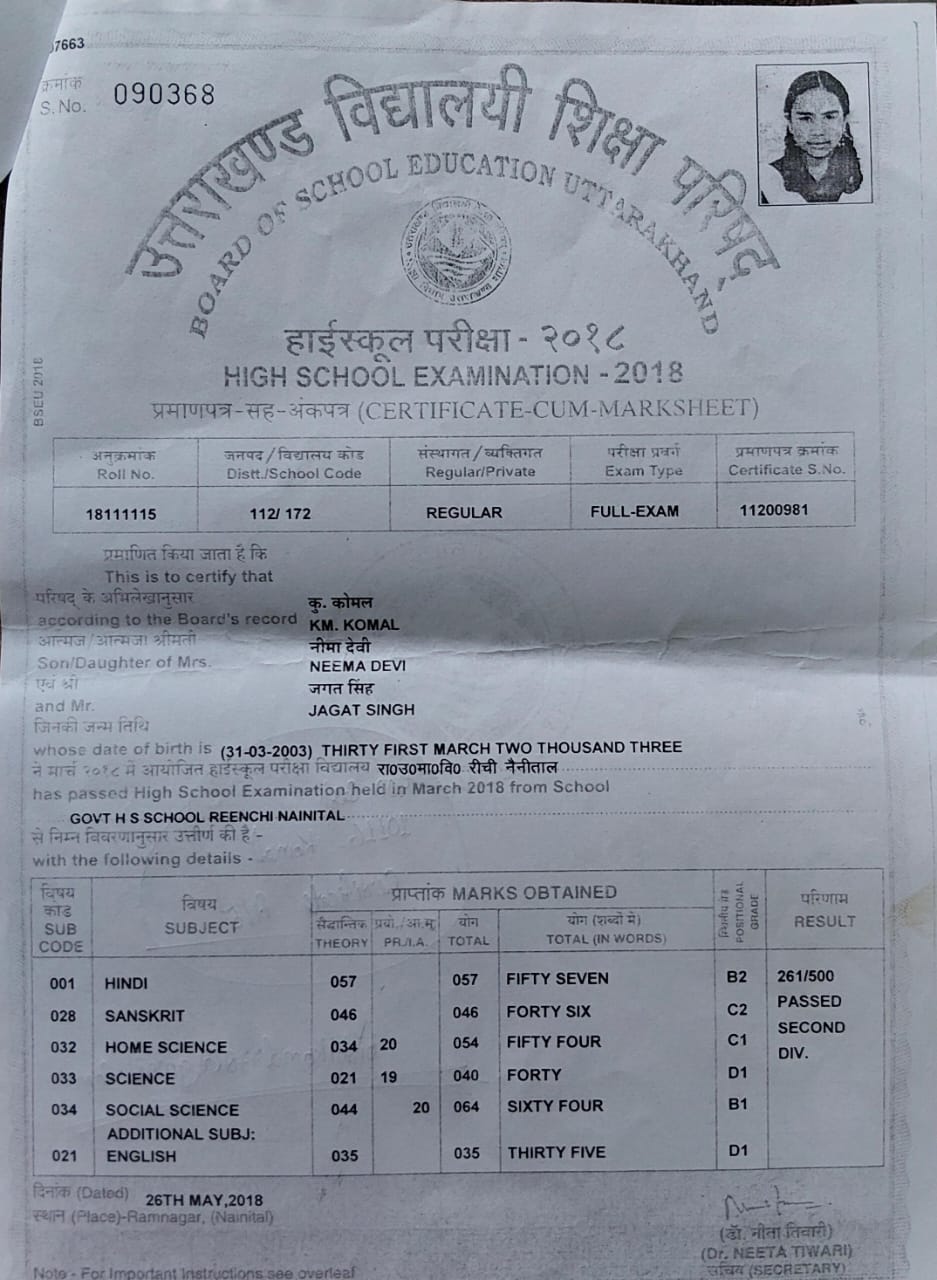 07663
क्रमांक
S. No. 090368
उत्तराखण्ड विद्यालयी शिक्षा परिषद्
BOARD OF SCHOOL EDUCATION UTTARAKHAND
हाईस्कूल परीक्षा - २०१८
HIGH SCHOOL EXAMINATION - 2018
प्रमाणपत्र-सह-अंकपत्र (CERTIFICATE-CUM-MARKSHEET)
BSEU 2018
अनुक्रमांक जनपद / विद्यालय कोड संस्थागत / व्यक्तिगत परीक्षा प्रवर्ग प्रमाणपत्र क्रमांक
Roll No. Distt./School Code Regular/Private Exam Type Certificate S.No.
18111115 112/ 172 REGULAR FULL-EXAM 11200981
प्रमाणित किया जाता है कि
This is to certify that
परिषद के अभिलेखानुसार कु. कोमल
according to the Board's record KM. KOMAL
आत्मज/आत्मजा श्रीमती नीमा देवी
Son/Daughter of Mrs. NEEMA DEVI
एवं श्री जगत सिंह
and Mr. JAGAT SINGH
जिनकी जन्म तिथि
whose date of birth is (31-03-2003) THIRTY FIRST MARCH TWO THOUSAND THREE
ने मार्च २०१८ में आयोजित हाईस्कूल परीक्षा विद्यालय रा०उ०मा०वि० रीची नैनीताल
has passed High School Examination held in March 2018 from School
GOVT H S SCHOOL REENCHI NAINITAL
से निम्न विवरणानुसार उत्तीर्ण की है -
with the following details -
विषय कोड विषय प्राप्तांक MARKS OBTAINED स्थितीय ग्रेड परिणाम
SUB CODE SUBJECT सैद्धान्तिक प्रयो./आ.मू. योग योग (शब्दों में) POSITIONAL GRADE RESULT
THEORY PR./I.A. TOTAL TOTAL (IN WORDS)
001 HINDI 057 057 FIFTY SEVEN B2 261/500
028 SANSKRIT 046 046 FORTY SIX C2 PASSED
032 HOME SCIENCE 034 20 054 FIFTY FOUR C1 SECOND
033 SCIENCE 021 19 040 FORTY D1 DIV.
034 SOCIAL SCIENCE 044 20 064 SIXTY FOUR B1
ADDITIONAL SUBJ:
021 ENGLISH 035 035 THIRTY FIVE D1
दिनांक (Dated) 26TH MAY,2018
स्थान (Place)-Ramnagar, (Nainital)
(डॉ. नीता तिवारी)
(Dr. NEETA TIWARI)
सचिव (SECRETARY)
Note - For Important Instructions see overleaf